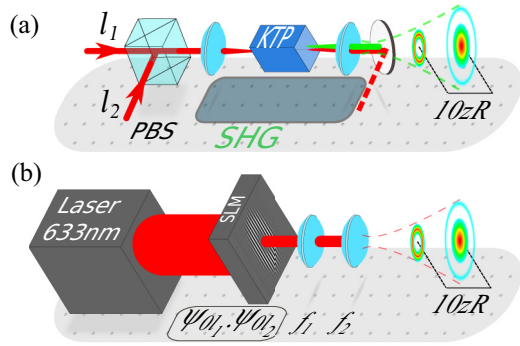 (a)
l₁
l₂
PBS
KTP
SHG
10zR
(b)
Laser
633nm
SLM
ψ0l₁.ψ0l₂
f₁ f₂
10zR